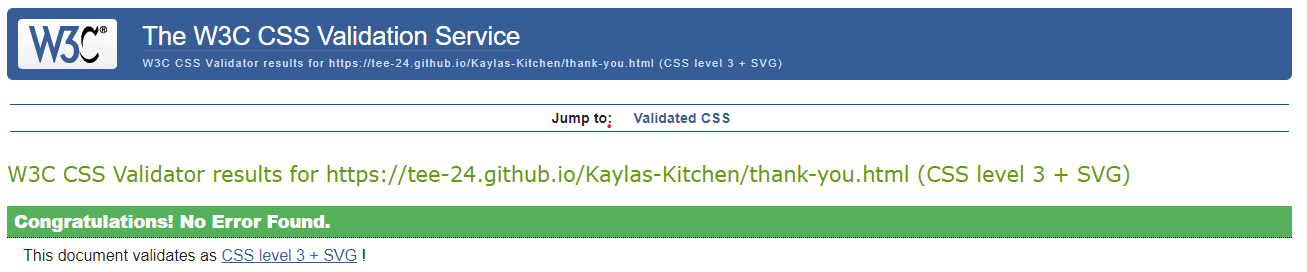 W3C®
The W3C CSS Validation Service
W3C CSS Validator results for https://tee-24.github.io/Kaylas-Kitchen/thank-you.html (CSS level 3 + SVG)
Jump to: Validated CSS
W3C CSS Validator results for https://tee-24.github.io/Kaylas-Kitchen/thank-you.html (CSS level 3 + SVG)
Congratulations! No Error Found.
This document validates as CSS level 3 + SVG !